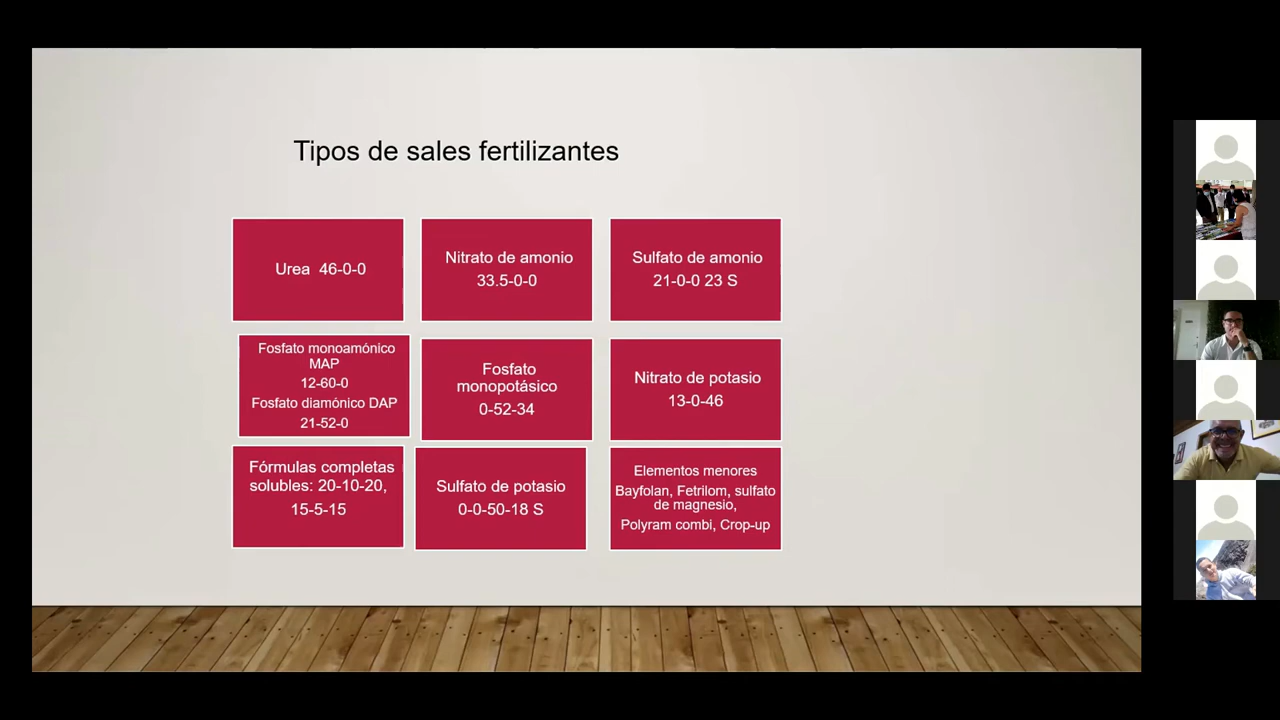 Tipos de sales fertilizantes
Urea 46-0-0
Nitrato de amonio
33.5-0-0
Sulfato de amonio
21-0-0 23 S
Fosfato monoamónico
MAP
12-60-0
Fosfato diamónico DAP
21-52-0
Fosfato
monopotásico
0-52-34
Nitrato de potasio
13-0-46
Fórmulas completas
solubles: 20-10-20,
15-5-15
Sulfato de potasio
0-0-50-18 S
Elementos menores
Bayfolan, Fetrilom, sulfato
de magnesio,
Polyram combi, Crop-up